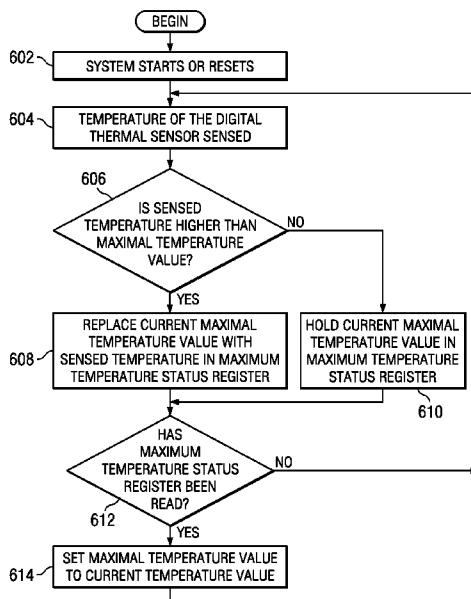 BEGIN
602
SYSTEM STARTS OR RESETS
604
TEMPERATURE OF THE DIGITAL
THERMAL SENSOR SENSED
606
IS SENSED
TEMPERATURE HIGHER THAN
MAXIMAL TEMPERATURE
VALUE?
NO
YES
608
REPLACE CURRENT MAXIMAL
TEMPERATURE VALUE WITH
SENSED TEMPERATURE IN MAXIMUM
TEMPERATURE STATUS REGISTER
HOLD CURRENT MAXIMAL
TEMPERATURE VALUE IN
MAXIMUM TEMPERATURE
STATUS REGISTER
610
HAS
MAXIMUM
TEMPERATURE STATUS
REGISTER BEEN
READ?
NO
612
YES
614
SET MAXIMAL TEMPERATURE VALUE
TO CURRENT TEMPERATURE VALUE